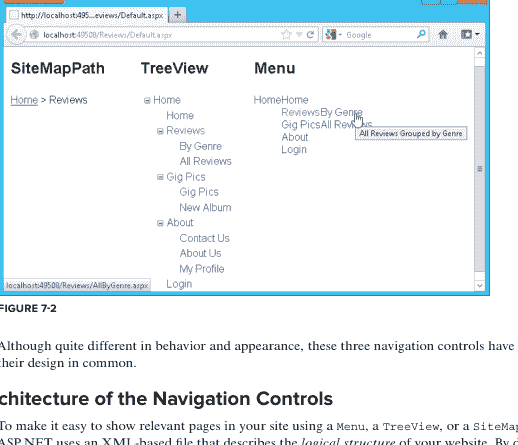 http://localhost:495...eviews/Default.aspx
localhost:49508/Reviews/Default.aspx
Google
SiteMapPath
TreeView
Menu
Home > Reviews
Home
Home
Reviews
By Genre
All Reviews
Gig Pics
Gig Pics
New Album
About
Contact Us
About Us
My Profile
Login
HomeHome
ReviewsBy Genre
Gig PicsAll Reviews
About
Login
All Reviews Grouped by Genre
localhost:49508/Reviews/AllByGenre.aspx
FIGURE 7-2
Although quite different in behavior and appearance, these three navigation controls have
their design in common.
chitecture of the Navigation Controls
To make it easy to show relevant pages in your site using a Menu, a TreeView, or a SiteMap
ASP.NET uses an XML-based file that describes the logical structure of your website. By d